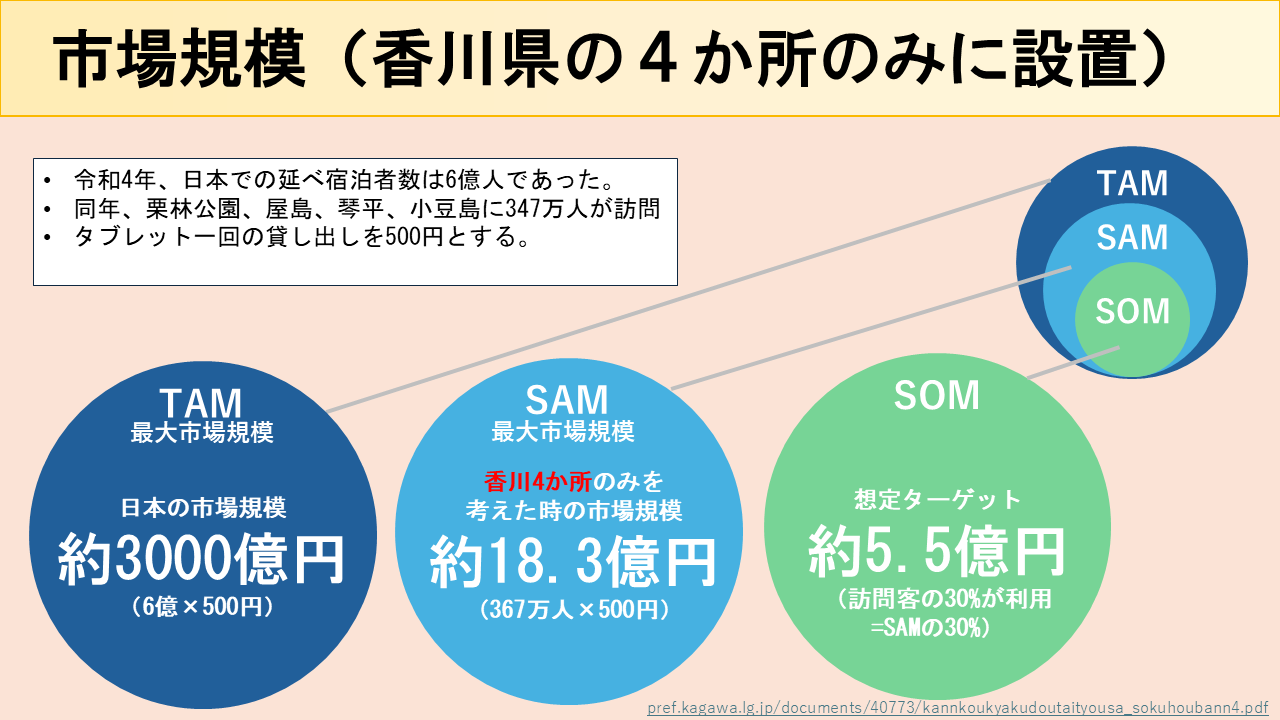 市場規模（香川県の４か所のみに設置）
• 令和4年、日本での延べ宿泊者数は6億人であった。
• 同年、栗林公園、屋島、琴平、小豆島に347万人が訪問
• タブレット一回の貸し出しを500円とする。
TAM
SAM
SOM
TAM
最大市場規模
日本の市場規模
約3000億円
（6億×500円）
SAM
最大市場規模
香川4か所のみを
考えた時の市場規模
約18.3億円
（367万人×500円）
SOM
想定ターゲット
約5.5億円
（訪問客の30%が利用
=SAMの30%）
pref.kagawa.lg.jp/documents/40773/kannkoukyakudoutaityousa_sokuhoubann4.pdf